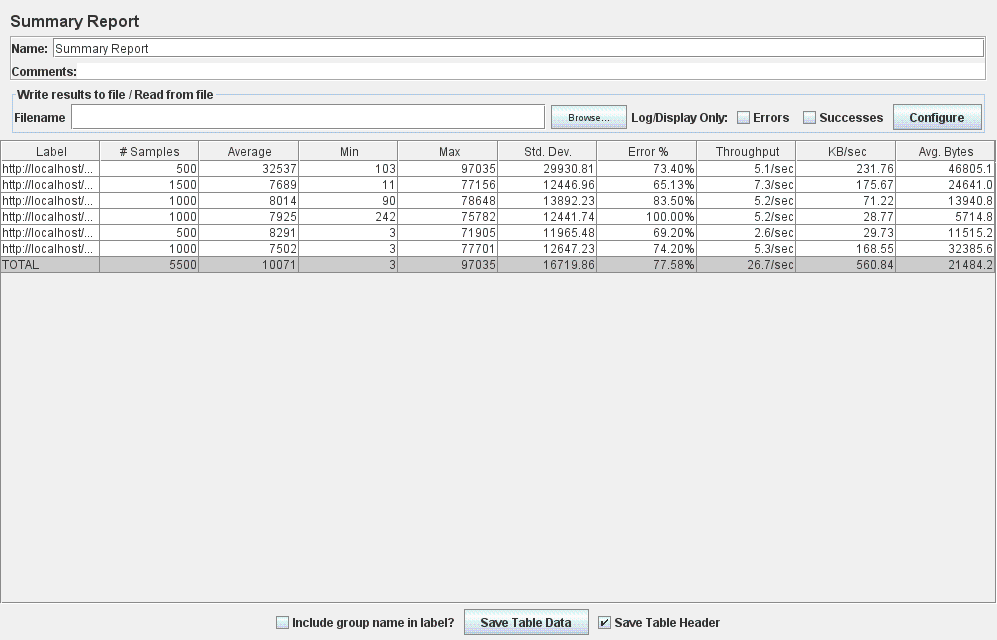 Summary Report
Name: Summary Report
Comments:
Write results to file / Read from file
Filename Browse... Log/Display Only: Errors Successes Configure
Label # Samples Average Min Max Std. Dev. Error % Throughput KB/sec Avg. Bytes
http://localhost/... 500 32537 103 97035 29930.81 73.40% 5.1/sec 231.76 46805.1
http://localhost/... 1500 7689 11 77156 12446.96 65.13% 7.3/sec 175.67 24641.0
http://localhost/... 1000 8014 90 78648 13892.23 83.50% 5.2/sec 71.22 13940.8
http://localhost/... 1000 7925 242 75782 12441.74 100.00% 5.2/sec 28.77 5714.8
http://localhost/... 500 8291 3 71905 11965.48 69.20% 2.6/sec 29.73 11515.2
http://localhost/... 1000 7502 3 77701 12647.23 74.20% 5.3/sec 168.55 32385.6
TOTAL 5500 10071 3 97035 16719.86 77.58% 26.7/sec 560.84 21484.2
Include group name in label? Save Table Data Save Table Header